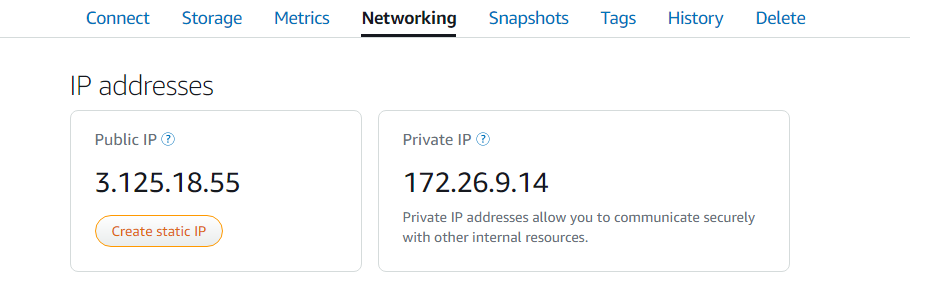 Connect Storage Metrics Networking Snapshots Tags History Delete
IP addresses
Public IP ?
3.125.18.55
Create static IP
Private IP ?
172.26.9.14
Private IP addresses allow you to communicate securely
with other internal resources.